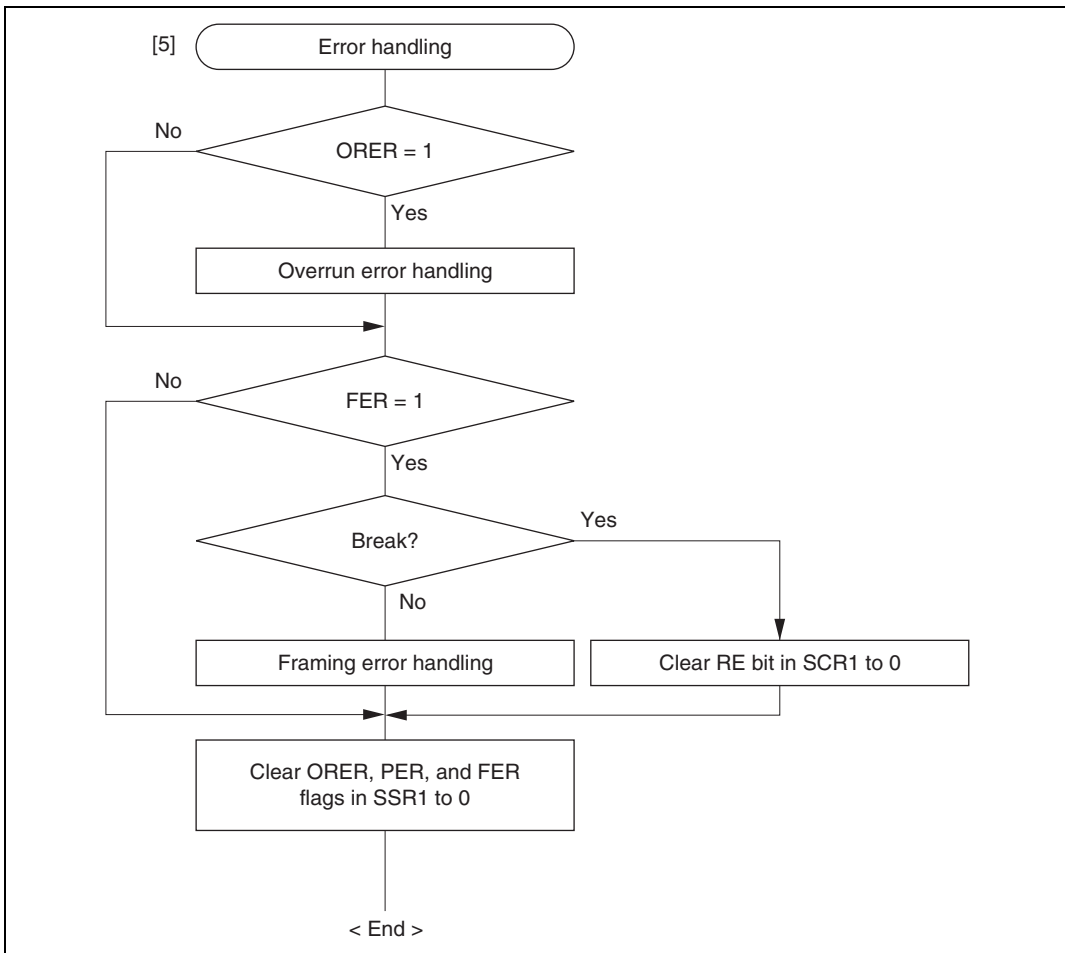 [5]
Error handling
No
ORER = 1
Yes
Overrun error handling
No
FER = 1
Yes
Yes
Break?
No
Framing error handling
Clear RE bit in SCR1 to 0
Clear ORER, PER, and FER
flags in SSR1 to 0
< End >